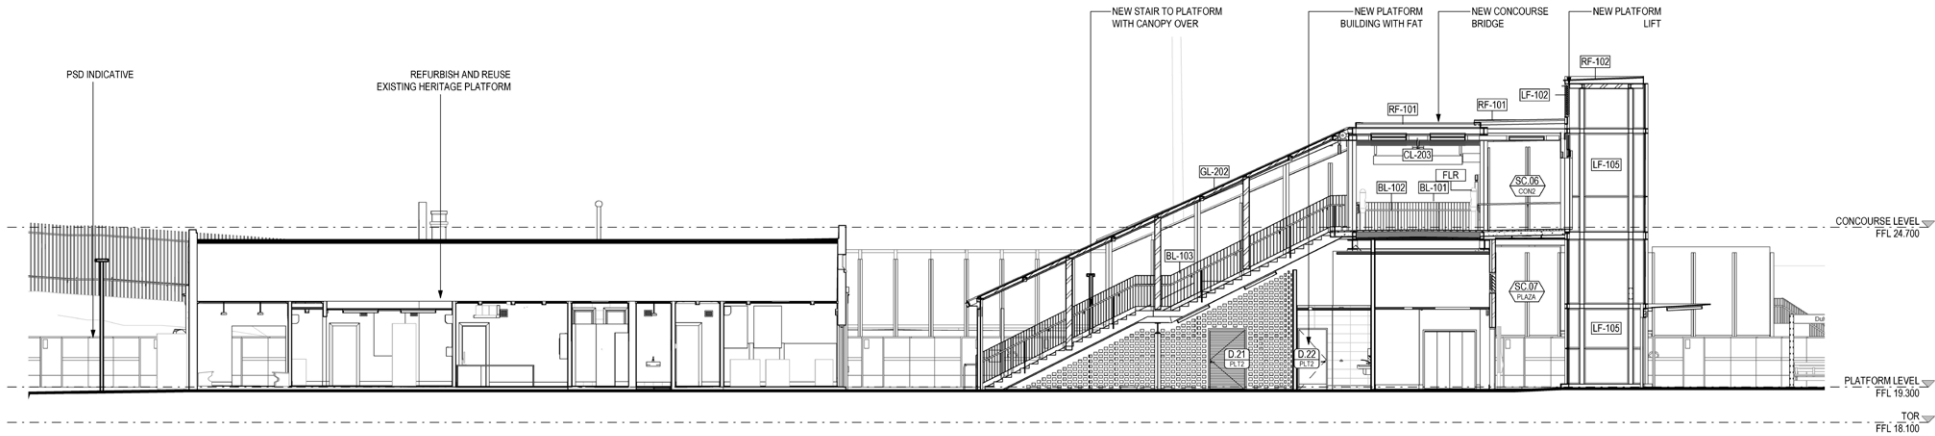 NEW STAIR TO PLATFORM
WITH CANOPY OVER
NEW PLATFORM
BUILDING WITH FAT
NEW CONCOURSE
BRIDGE
NEW PLATFORM
LIFT
PSD INDICATIVE
REFURBISH AND REUSE
EXISTING HERITAGE PLATFORM
RF-102
LF-102
RF-101
RF-101
CL-203
GL-202
FLR
LF-105
BL-102
BL-101
SC.06
CON2
CONCOURSE LEVEL
FFL 24.700
BL-103
SC.07
PLAZA
LF-105
D.21
PLT2
D.22
PLT2
PLATFORM LEVEL
FFL 19.300
TOR
FFL 18.100